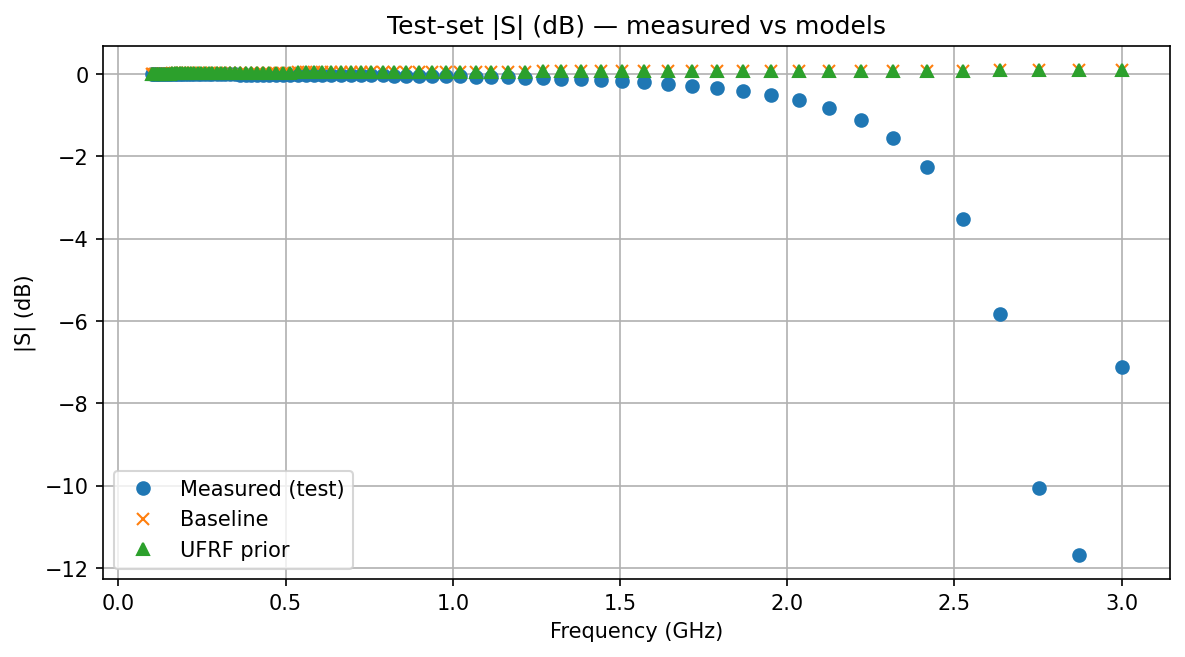 Test-set |S| (dB) — measured vs models
0
−2
−4
−6
−8
−10
−12
|S| (dB)
Measured (test)
Baseline
UFRF prior
0.0 0.5 1.0 1.5 2.0 2.5 3.0
Frequency (GHz)